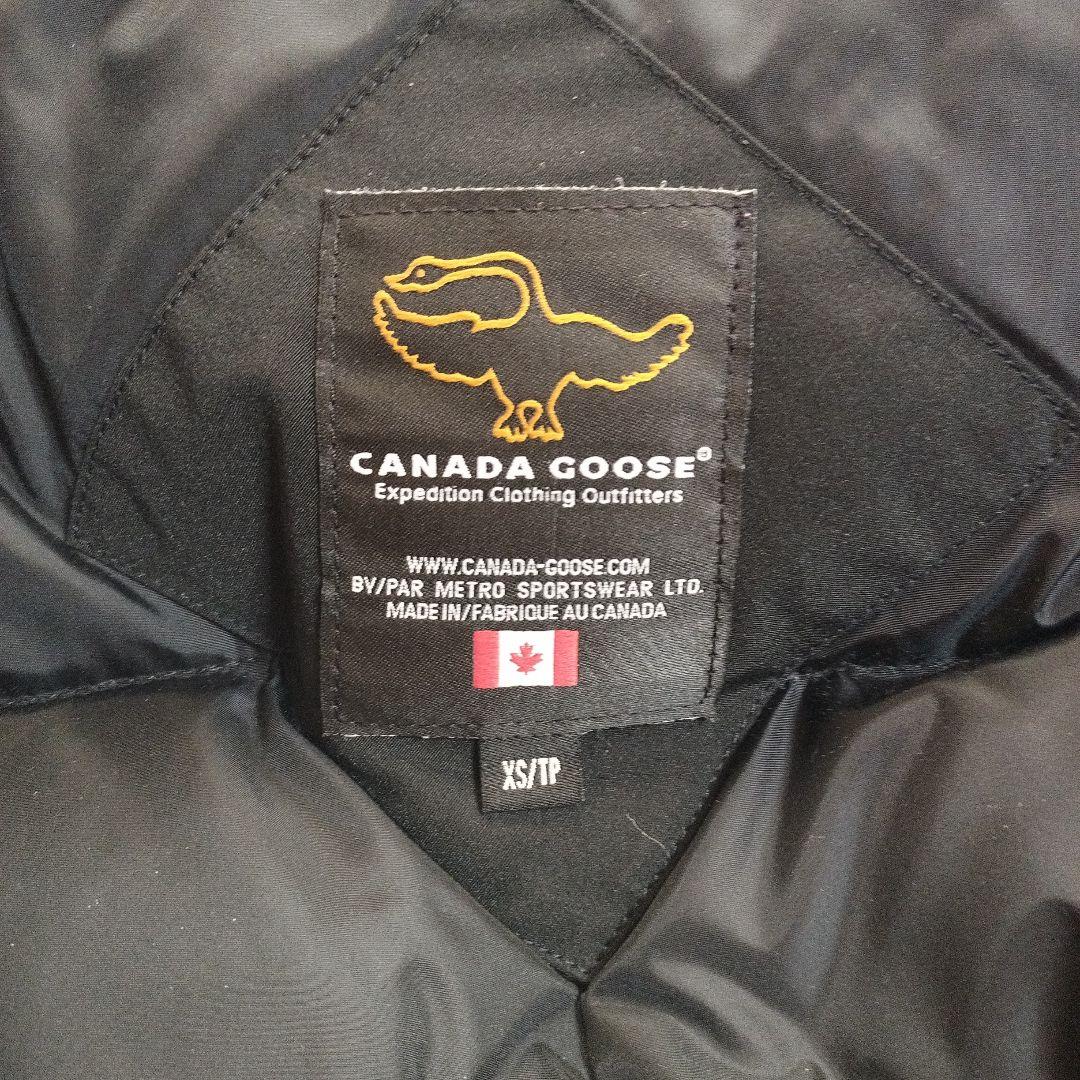 CANADA GOOSE®
Expedition Clothing Outfitters
WWW.CANADA-GOOSE.COM
BY/PAR METRO SPORTSWEAR LTD.
MADE IN/FABRIQUE AU CANADA
XS/TP